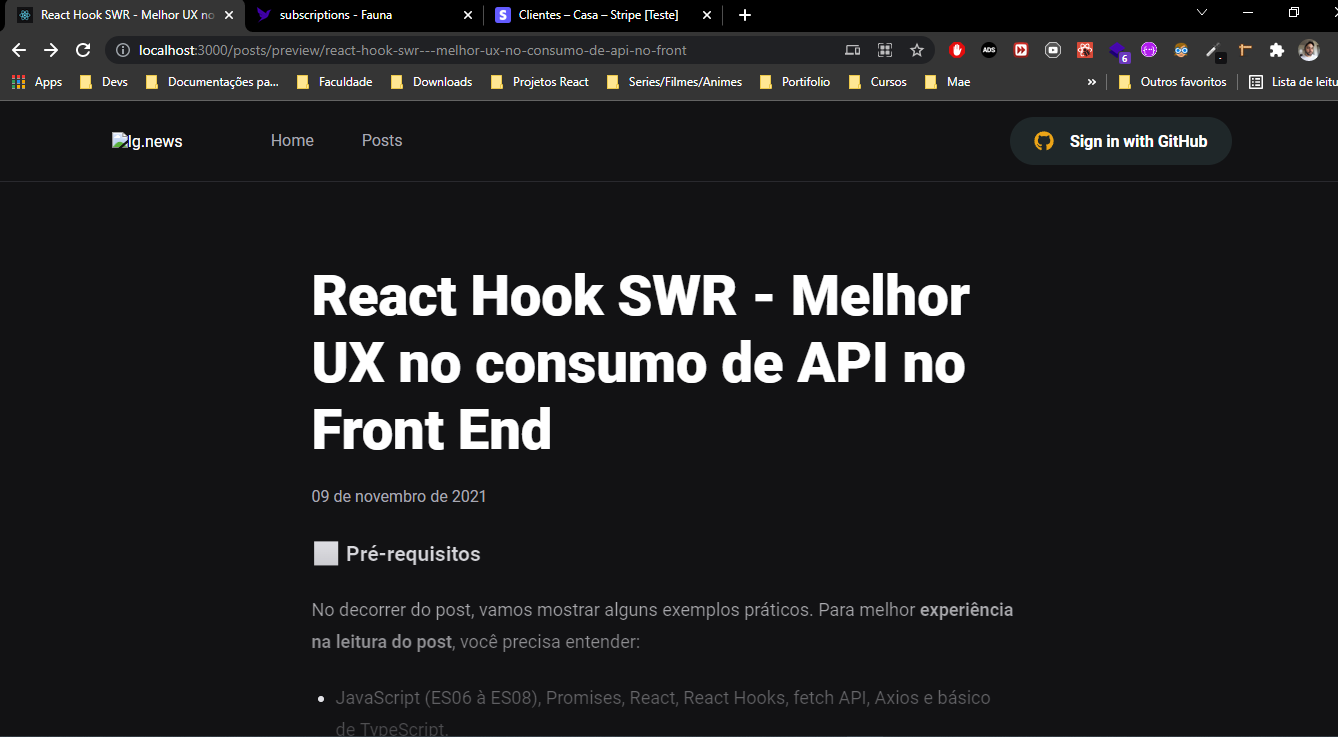 React Hook SWR - Melhor UX no
subscriptions - Fauna
Clientes – Casa – Stripe [Teste]
localhost:3000/posts/preview/react-hook-swr---melhor-ux-no-consumo-de-api-no-front
ADS
6
Apps
Devs
Documentações pa...
Faculdade
Downloads
Projetos React
Series/Filmes/Animes
Portifolio
Cursos
Mae
»
Outros favoritos
Lista de leitu
lg.news
Home
Posts
Sign in with GitHub
React Hook SWR - Melhor
UX no consumo de API no
Front End
09 de novembro de 2021
Pré-requisitos
No decorrer do post, vamos mostrar alguns exemplos práticos. Para melhor experiência
na leitura do post, você precisa entender:
• JavaScript (ES06 à ES08), Promises, React, React Hooks, fetch API, Axios e básico
de TypeScript.